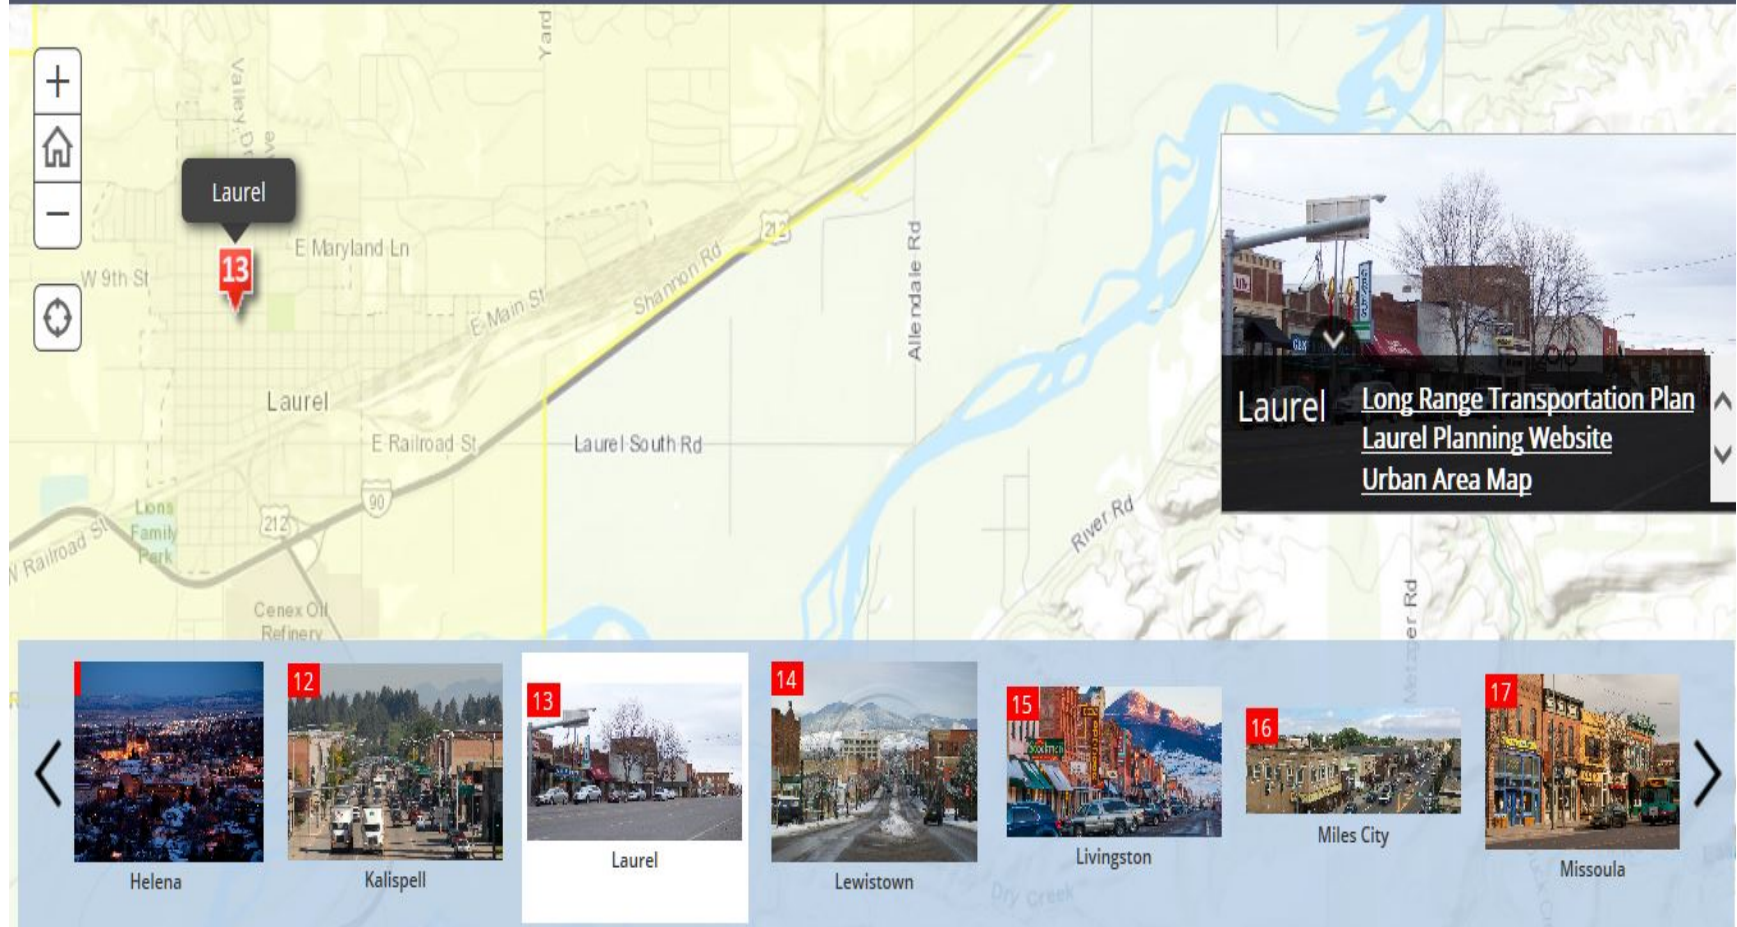 Yard
+
Laurel
13
W 9th St
E Maryland Ln
212
Shannon Rd
E Main St
Allendale Rd
Laurel
E Railroad St
Laurel South Rd
90
212
Lions
Family
Park
W Railroad St
River Rd
Cenex Oil
Refinery
Metzger Rd
Laurel
Long Range Transportation Plan
Laurel Planning Website
Urban Area Map
12
13
14
15
16
17
Helena
Kalispell
Laurel
Lewistown
Livingston
Miles City
Missoula
Dry Creek